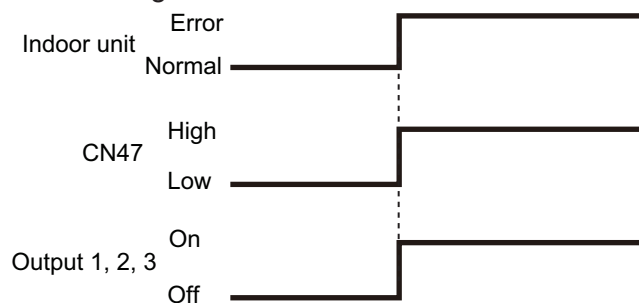 Error
Indoor unit
Normal
High
CN47
Low
On
Output 1, 2, 3
Off